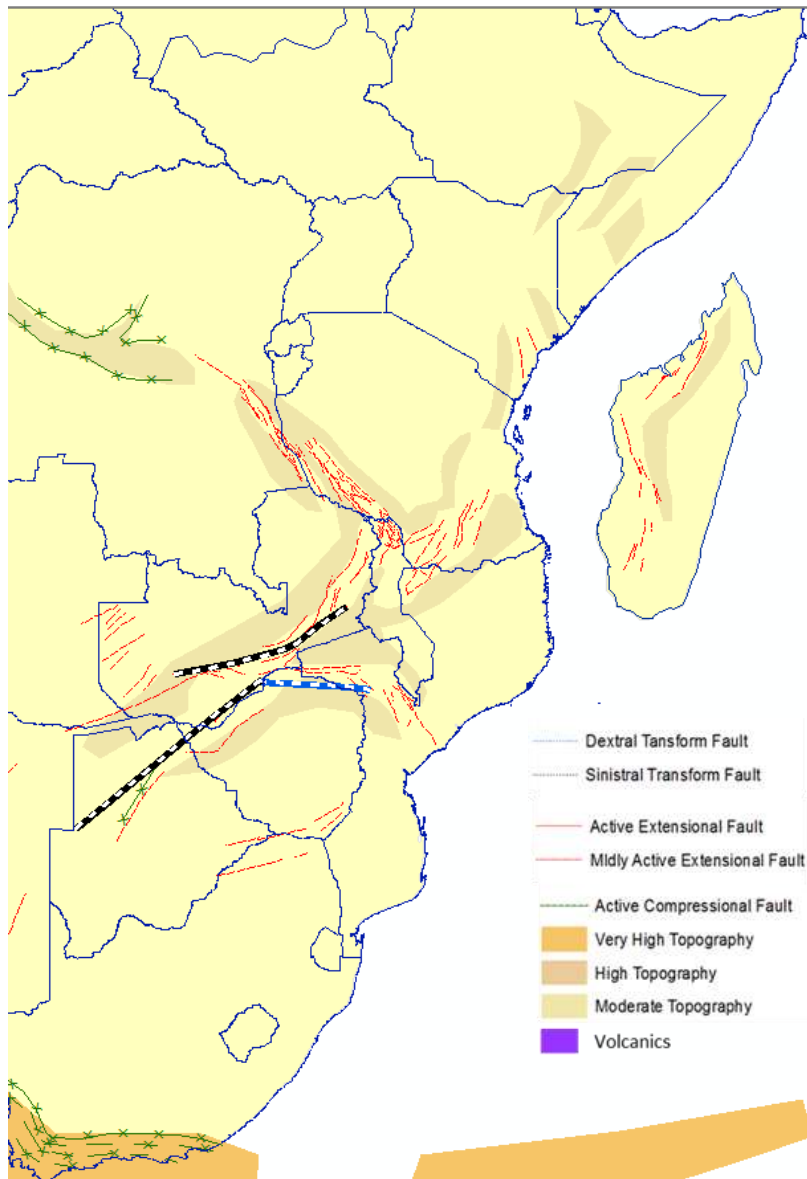 Dextral Tansform Fault
Sinistral Transform Fault
Active Extensional Fault
MIdly Active Extensional Fault
Active Compressional Fault
Very High Topography
High Topography
Moderate Topography
Volcanics